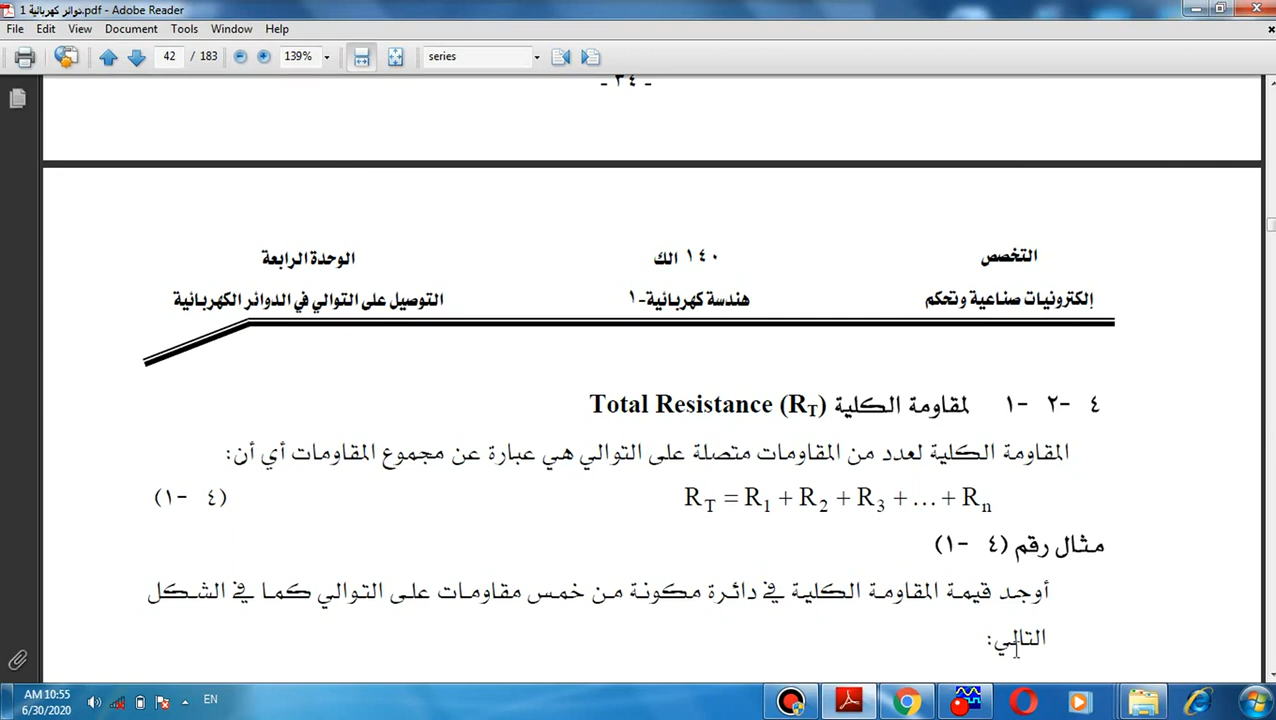 دوائر كهربائية 1.pdf - Adobe Reader
File Edit View Document Tools Window Help
42 / 183 139% series
- ٣٤ -
التخصص ١٤٠ الك الوحدة الرابعة
إلكترونيات صناعية وتحكم هندسة كهربائية-١ التوصيل على التوالي في الدوائر الكهربائية
٤ -٢ -١ لمقاومة الكلية Total Resistance (RT)
المقاومة الكلية لعدد من المقاومات متصلة على التوالي هي عبارة عن مجموع المقاومات أي أن:
RT = R1 + R2 + R3 + ... + Rn (٤ -١)
مثال رقم (٤ -١)
أوجد قيمة المقاومة الكلية في دائرة مكونة من خمس مقاومات على التوالي كما في الشكل
التالي:
AM 10:55 EN
6/30/2020